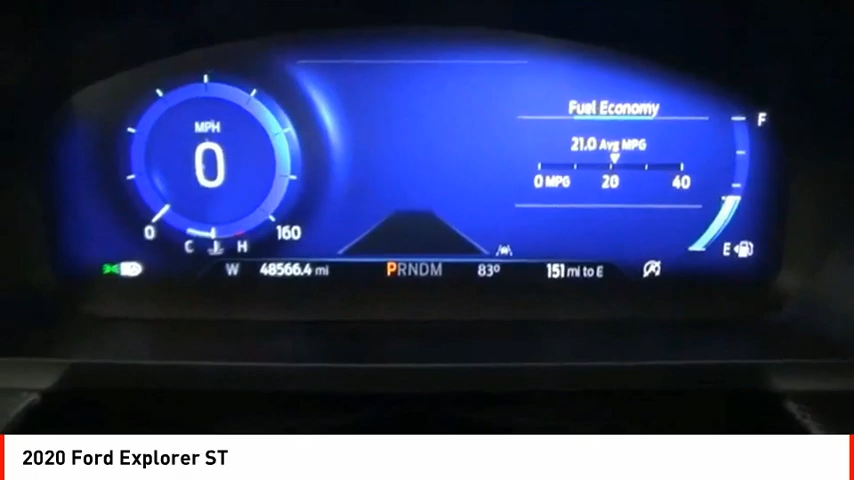 Fuel Economy
F
MPH
21.0 Avg MPG
0
0 MPG 20 40
0 160
C H
E
W 48566.4 mi PRNDM 83° 151 mi to E
2020 Ford Explorer ST